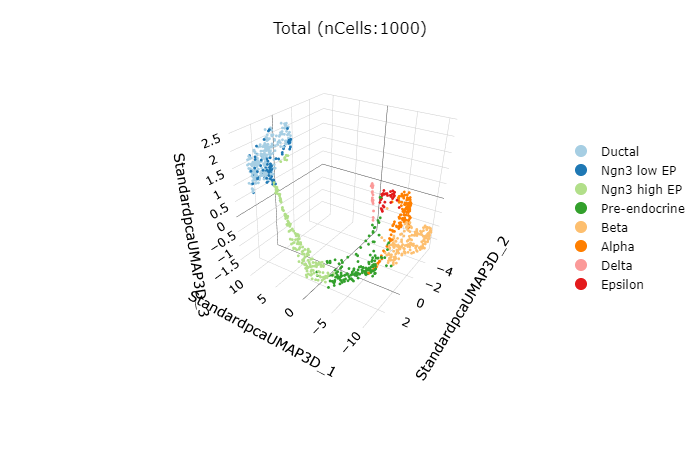 Total (nCells:1000)
2.5
2
1.5
1
0.5
0
−0.5
−1
−1.5
StandardpcaUMAP3D_3
10
5
0
−5
−10
StandardpcaUMAP3D_1
−4
−2
0
2
StandardpcaUMAP3D_2
Ductal
Ngn3 low EP
Ngn3 high EP
Pre-endocrine
Beta
Alpha
Delta
Epsilon